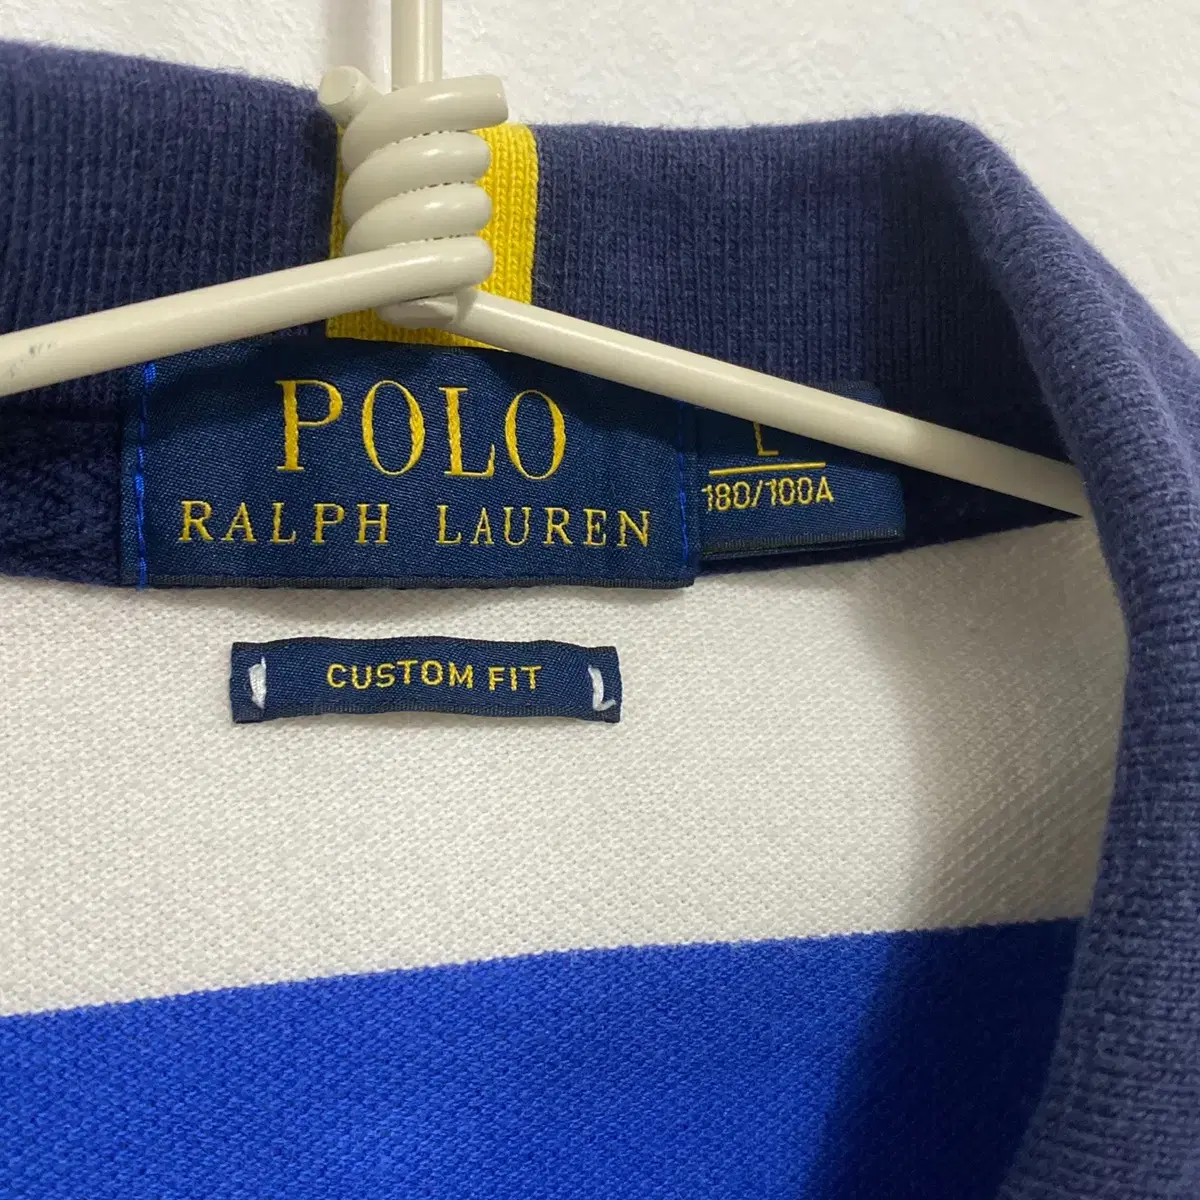 POLO
RALPH LAUREN
L
180/100A
CUSTOM FIT